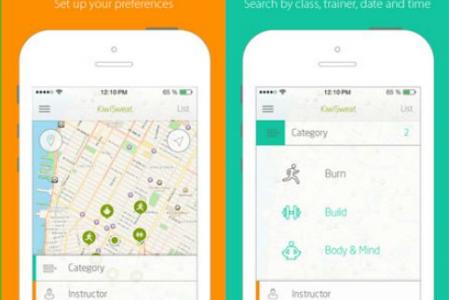 Set up your preferences
12:10 PM
65 %
KiwiSweat
List
Category
Instructor
Search by class, trainer, date and time
12:10 PM
65 %
KiwiSweat
List
Category 2
Burn
Build
Body & Mind
Instructor